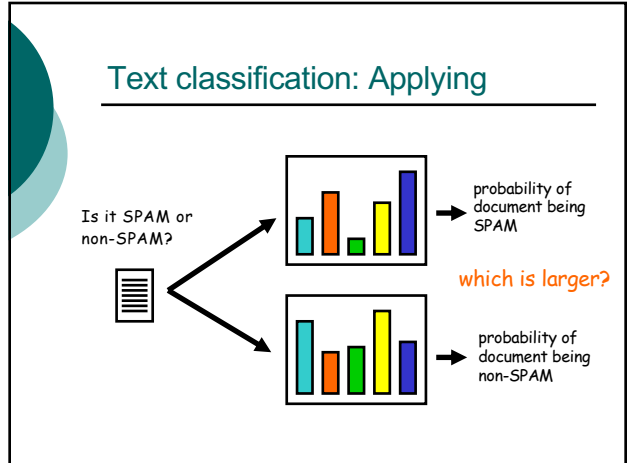 Text classification: Applying
Is it SPAM or
non-SPAM?
probability of
document being
SPAM
which is larger?
probability of
document being
non-SPAM